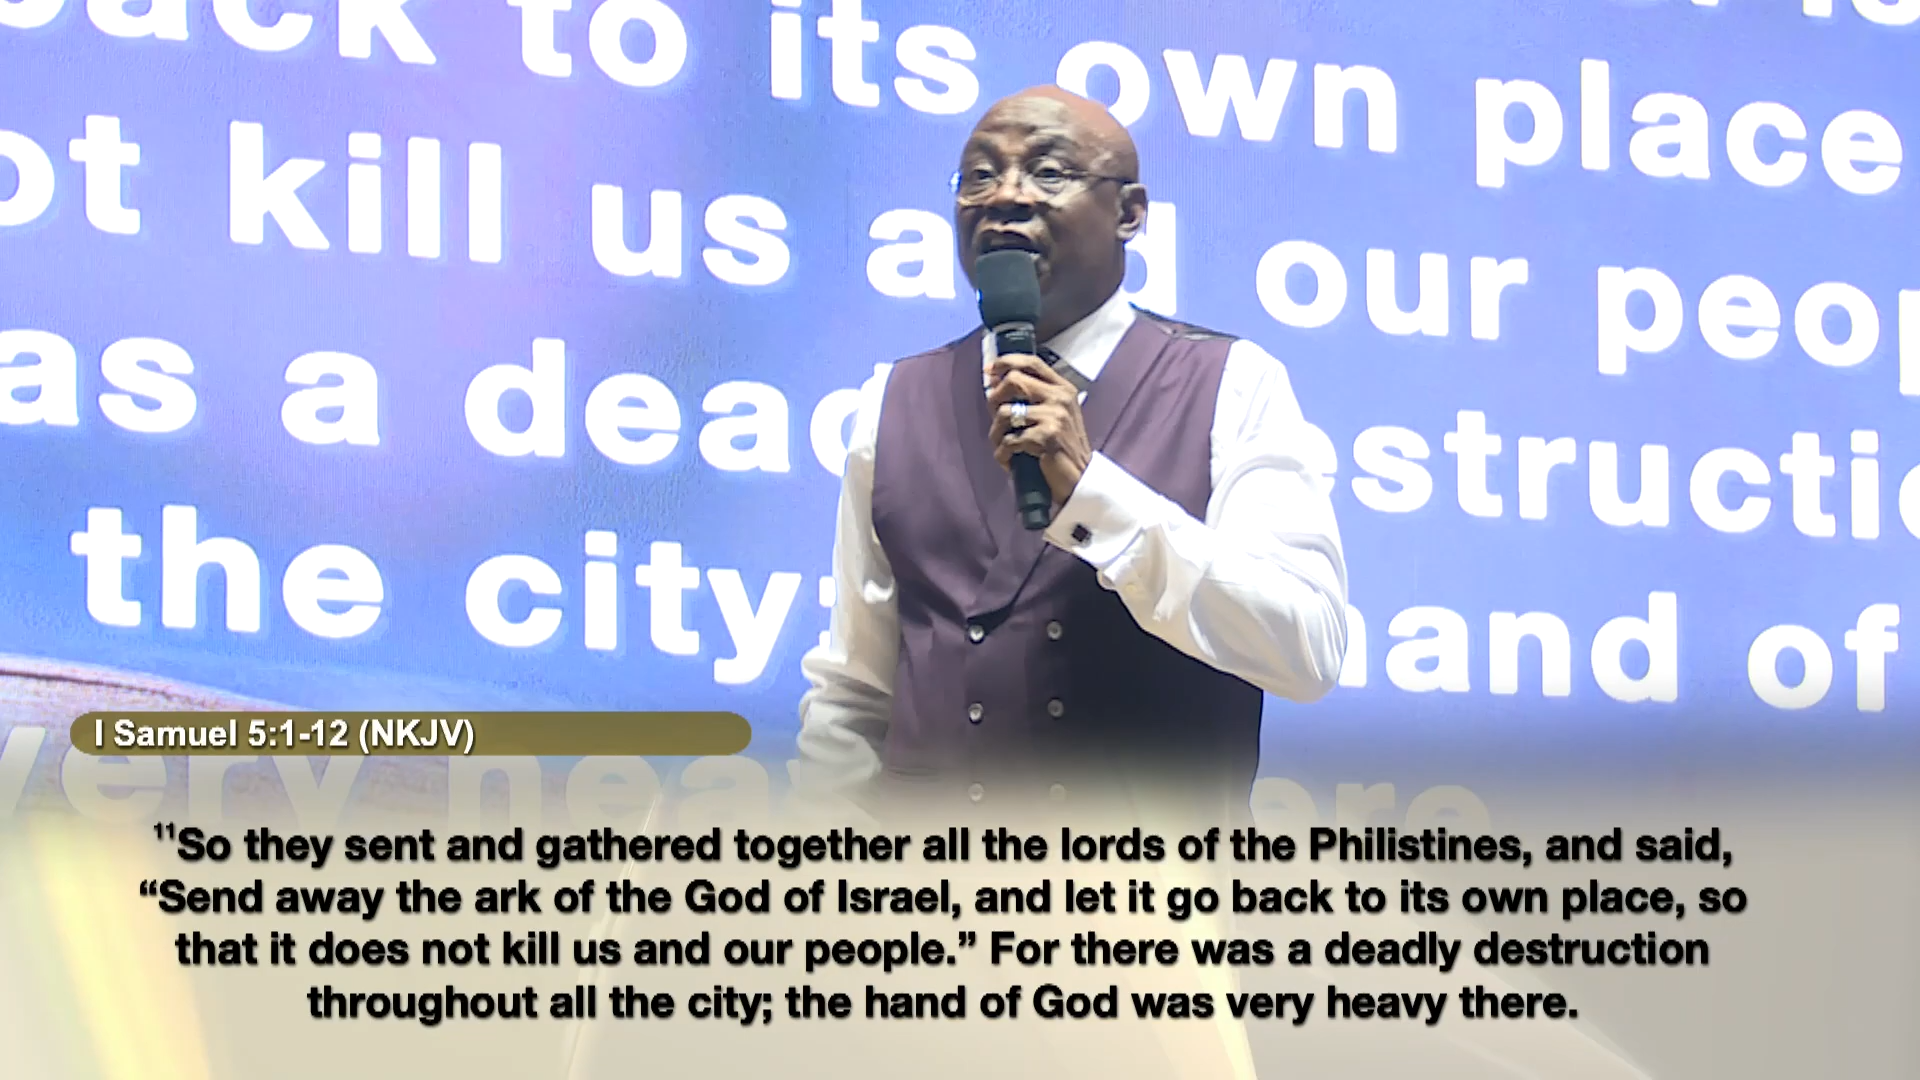 back to its own place
ot kill us and our peop
as a dead estructi
the city; hand of
very hea ere
I Samuel 5:1-12 (NKJV)
¹¹So they sent and gathered together all the lords of the Philistines, and said,
“Send away the ark of the God of Israel, and let it go back to its own place, so
that it does not kill us and our people.” For there was a deadly destruction
throughout all the city; the hand of God was very heavy there.